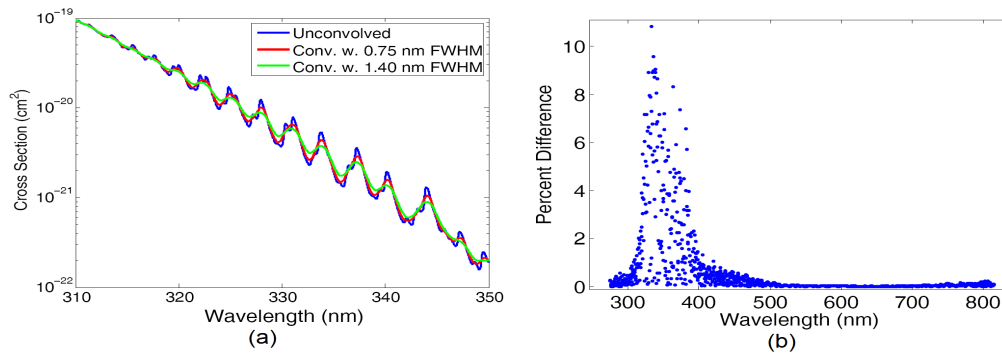 10^-19
10^-20
10^-21
10^-22
Cross Section (cm²)
Unconvolved
Conv. w. 0.75 nm FWHM
Conv. w. 1.40 nm FWHM
310 320 330 340 350
Wavelength (nm)
(a)
10
8
6
4
2
0
Percent Difference
300 400 500 600 700 800
Wavelength (nm)
(b)